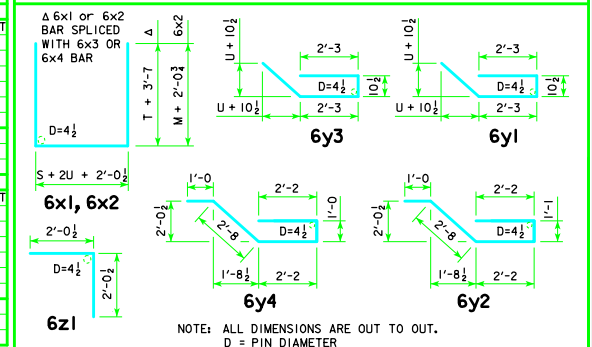 Δ 6x1 or 6x2
BAR SPLICED
WITH 6x3 OR
6x4 BAR
Δ
6x2
T + 3'-7
M + 2'-0¾
D=4½
S + 2U + 2'-0½
6x1, 6x2
U + 10½
2'-3
D=4½
10½
U + 10½
2'-3
6y3
U + 10½
2'-3
D=4½
10½
U + 10½
2'-3
6y1
2'-0½
D=4½
2'-0½
6z1
1'-0
2'-2
2'-0½
2'-8
D=4½
1'-0
1'-8½
2'-2
6y4
1'-0
2'-2
2'-0½
2'-8
D=4½
1'-1
1'-8½
2'-2
6y2
NOTE: ALL DIMENSIONS ARE OUT TO OUT.
D = PIN DIAMETER
T
T